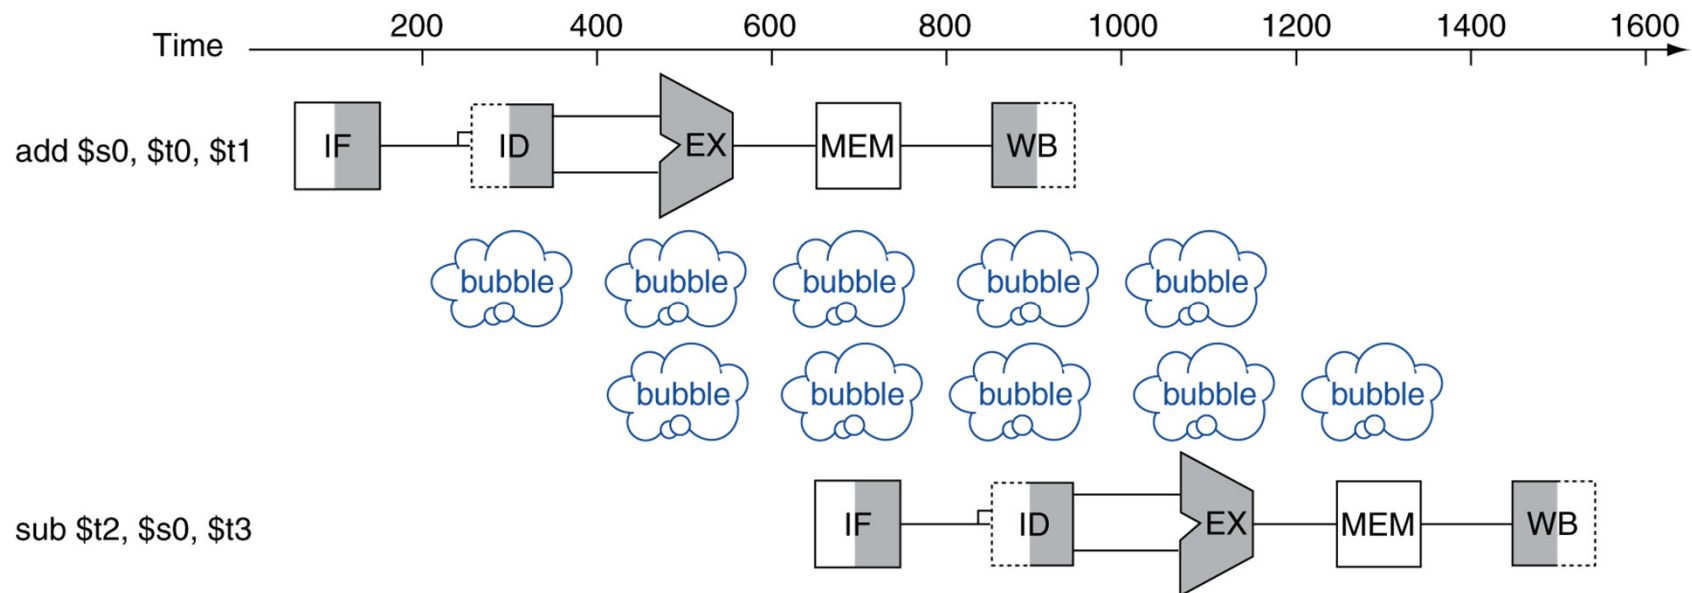 200 400 600 800 1000 1200 1400 1600
Time
add $s0, $t0, $t1 IF ID EX MEM WB
bubble bubble bubble bubble bubble
bubble bubble bubble bubble bubble
sub $t2, $s0, $t3 IF ID EX MEM WB